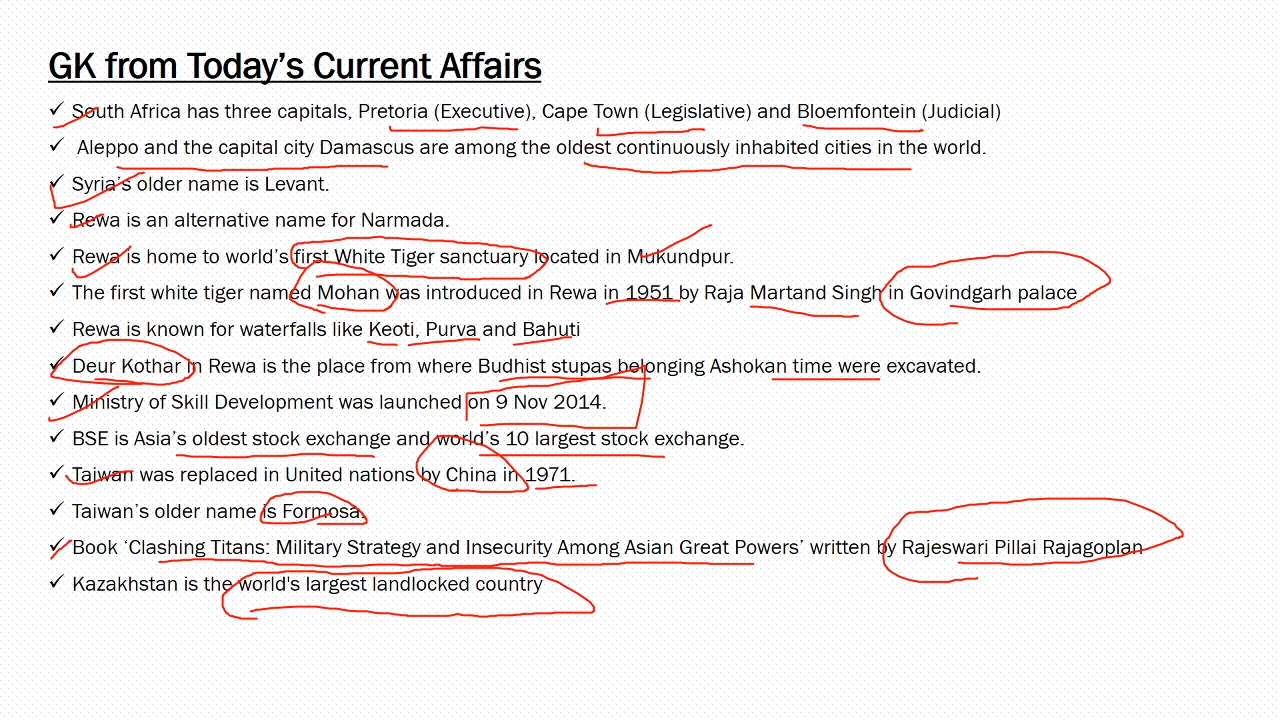 GK from Today's Current Affairs
✓ South Africa has three capitals, Pretoria (Executive), Cape Town (Legislative) and Bloemfontein (Judicial)
✓ Aleppo and the capital city Damascus are among the oldest continuously inhabited cities in the world.
✓ Syria's older name is Levant.
✓ Rewa is an alternative name for Narmada.
✓ Rewa is home to world's first White Tiger sanctuary located in Mukundpur.
✓ The first white tiger named Mohan was introduced in Rewa in 1951 by Raja Martand Singh in Govindgarh palace
✓ Rewa is known for waterfalls like Keoti, Purva and Bahuti
✓ Deur Kothar in Rewa is the place from where Budhist stupas belonging Ashokan time were excavated.
✓ Ministry of Skill Development was launched on 9 Nov 2014.
✓ BSE is Asia's oldest stock exchange and world's 10 largest stock exchange.
✓ Taiwan was replaced in United nations by China in 1971.
✓ Taiwan's older name is Formosa.
✓ Book ‘Clashing Titans: Military Strategy and Insecurity Among Asian Great Powers’ written by Rajeswari Pillai Rajagoplan
✓ Kazakhstan is the world's largest landlocked country